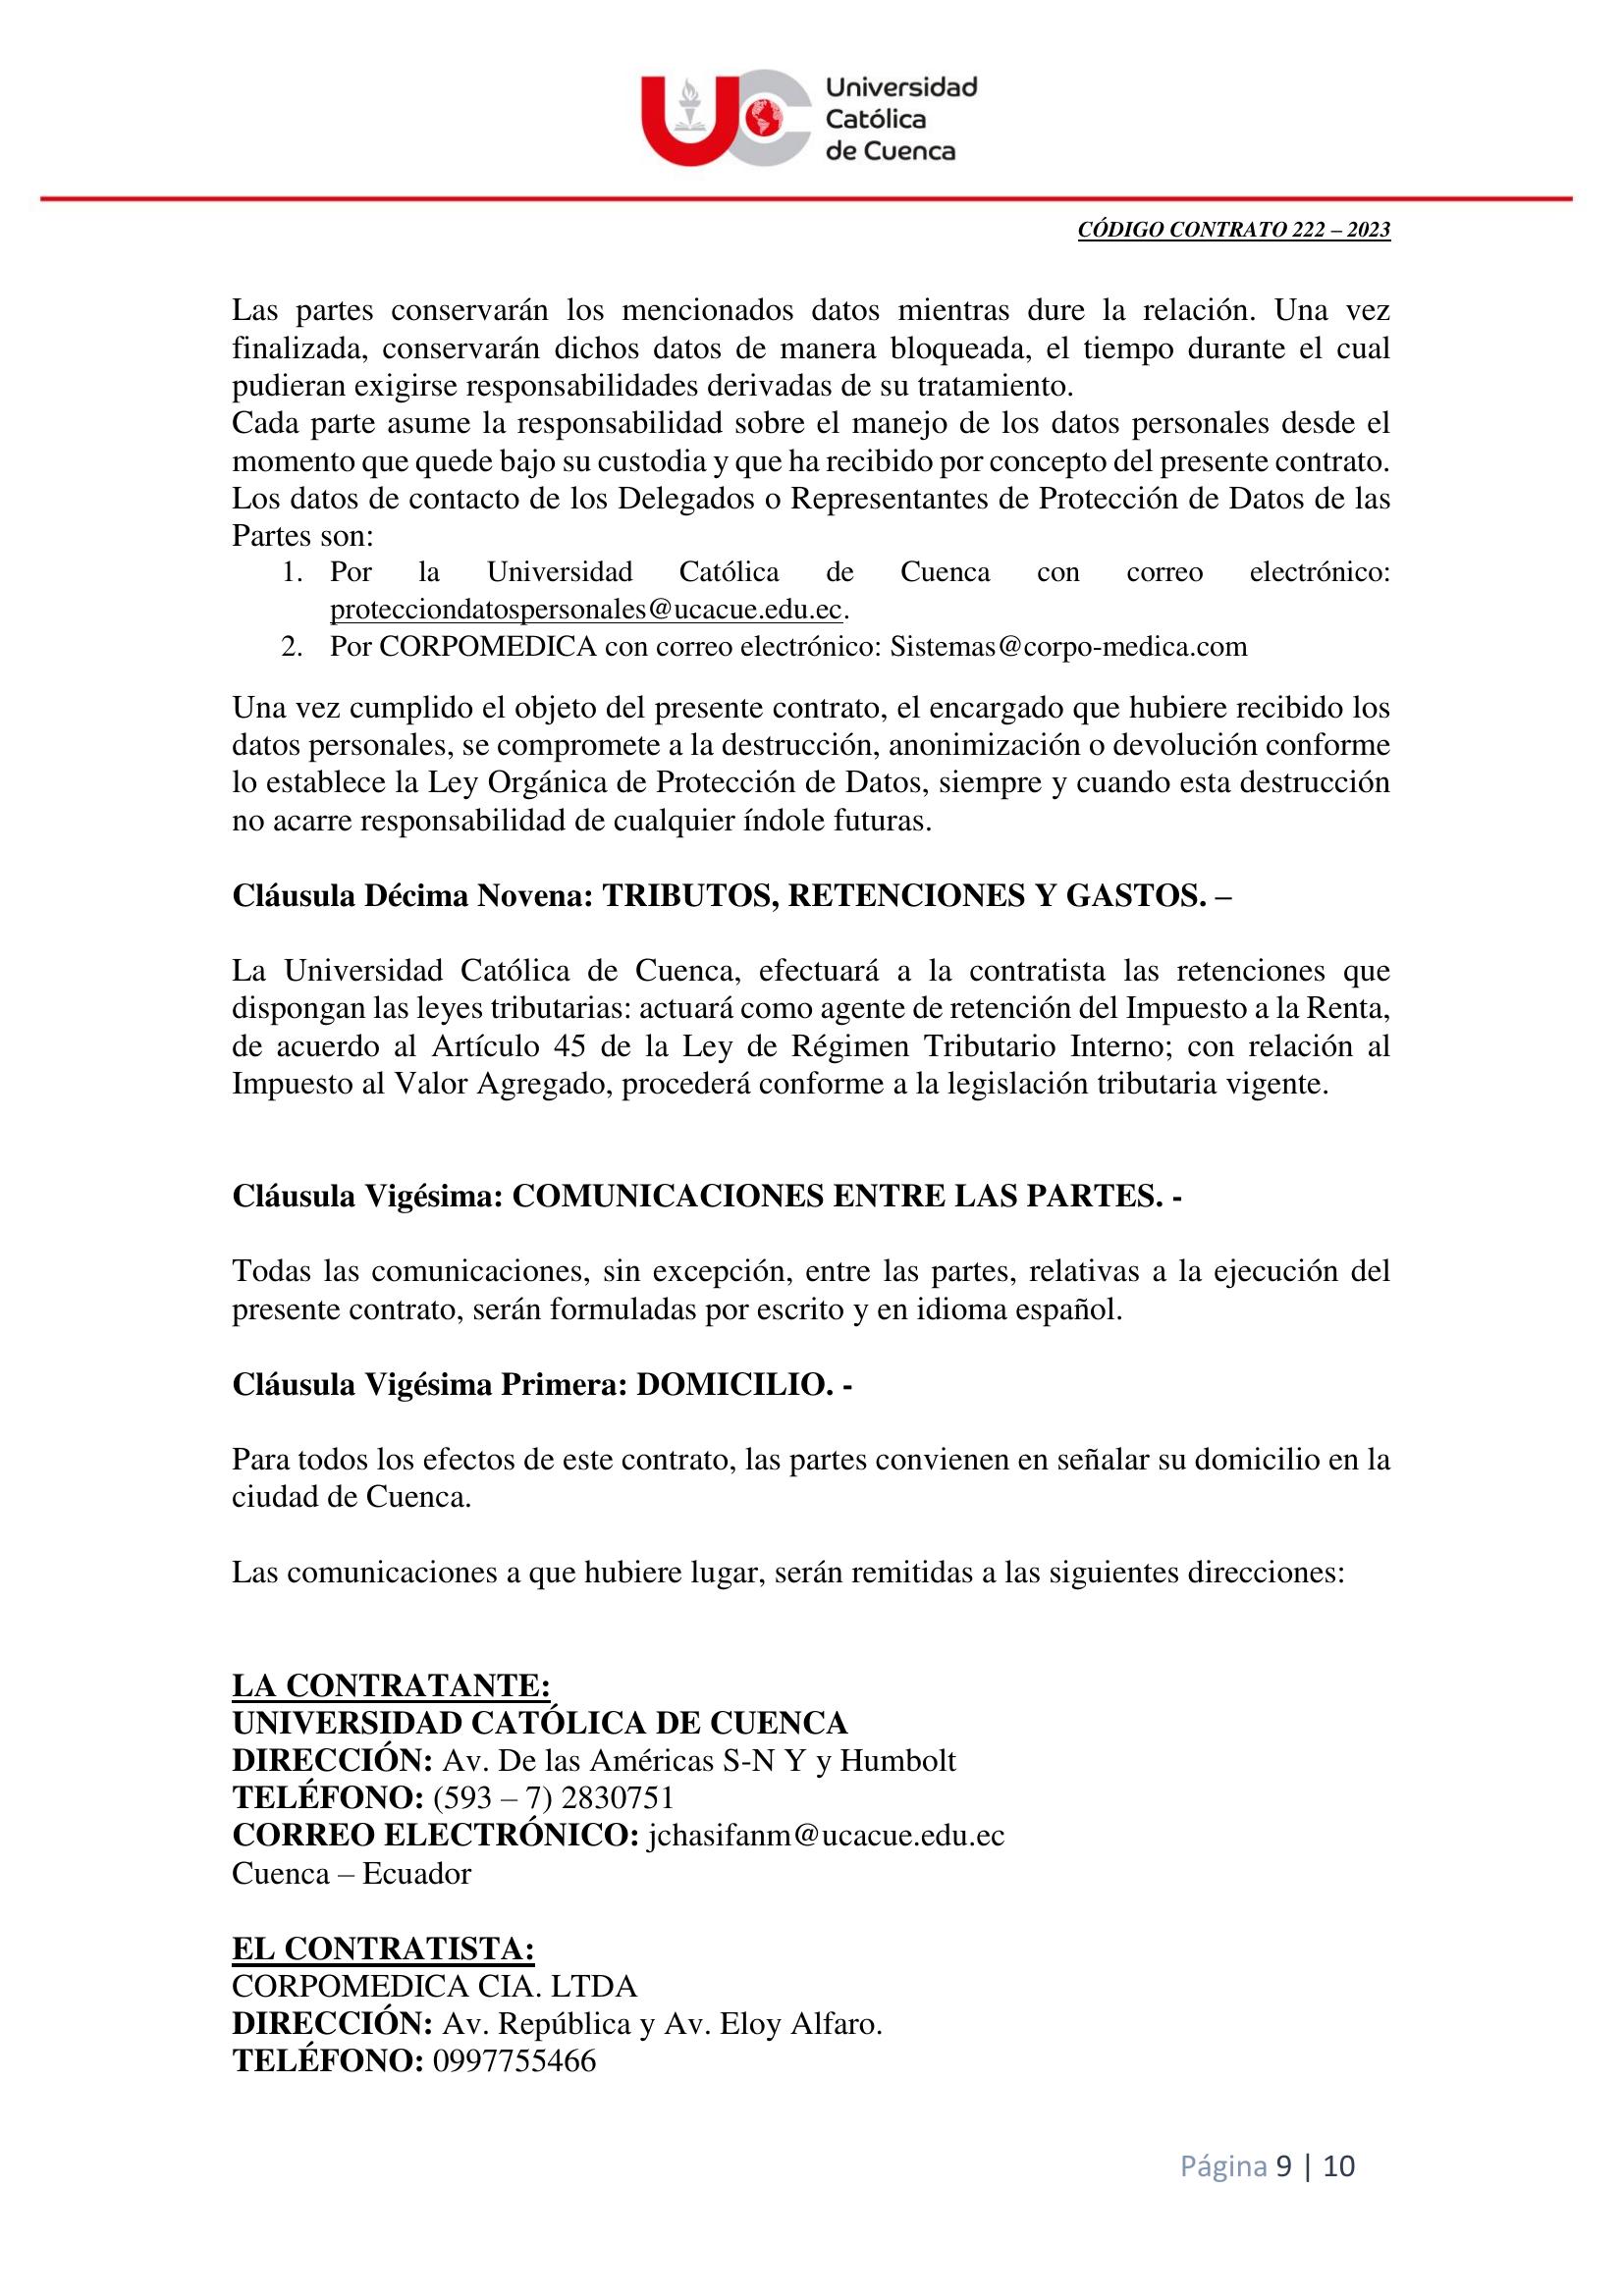 Universidad
Católica
de Cuenca
CÓDIGO CONTRATO 222 – 2023
Las partes conservarán los mencionados datos mientras dure la relación. Una vez
finalizada, conservarán dichos datos de manera bloqueada, el tiempo durante el cual
pudieran exigirse responsabilidades derivadas de su tratamiento.
Cada parte asume la responsabilidad sobre el manejo de los datos personales desde el
momento que quede bajo su custodia y que ha recibido por concepto del presente contrato.
Los datos de contacto de los Delegados o Representantes de Protección de Datos de las
Partes son:
1. Por la Universidad Católica de Cuenca con correo electrónico:
protecciondatospersonales@ucacue.edu.ec.
2. Por CORPOMEDICA con correo electrónico: Sistemas@corpo-medica.com
Una vez cumplido el objeto del presente contrato, el encargado que hubiere recibido los
datos personales, se compromete a la destrucción, anonimización o devolución conforme
lo establece la Ley Orgánica de Protección de Datos, siempre y cuando esta destrucción
no acarre responsabilidad de cualquier índole futuras.
Cláusula Décima Novena: TRIBUTOS, RETENCIONES Y GASTOS. –
La Universidad Católica de Cuenca, efectuará a la contratista las retenciones que
dispongan las leyes tributarias: actuará como agente de retención del Impuesto a la Renta,
de acuerdo al Artículo 45 de la Ley de Régimen Tributario Interno; con relación al
Impuesto al Valor Agregado, procederá conforme a la legislación tributaria vigente.
Cláusula Vigésima: COMUNICACIONES ENTRE LAS PARTES. -
Todas las comunicaciones, sin excepción, entre las partes, relativas a la ejecución del
presente contrato, serán formuladas por escrito y en idioma español.
Cláusula Vigésima Primera: DOMICILIO. -
Para todos los efectos de este contrato, las partes convienen en señalar su domicilio en la
ciudad de Cuenca.
Las comunicaciones a que hubiere lugar, serán remitidas a las siguientes direcciones:
LA CONTRATANTE:
UNIVERSIDAD CATÓLICA DE CUENCA
DIRECCIÓN: Av. De las Américas S-N Y y Humbolt
TELÉFONO: (593 – 7) 2830751
CORREO ELECTRÓNICO: jchasifanm@ucacue.edu.ec
Cuenca – Ecuador
EL CONTRATISTA:
CORPOMEDICA CIA. LTDA
DIRECCIÓN: Av. República y Av. Eloy Alfaro.
TELÉFONO: 0997755466
Página 9 | 10